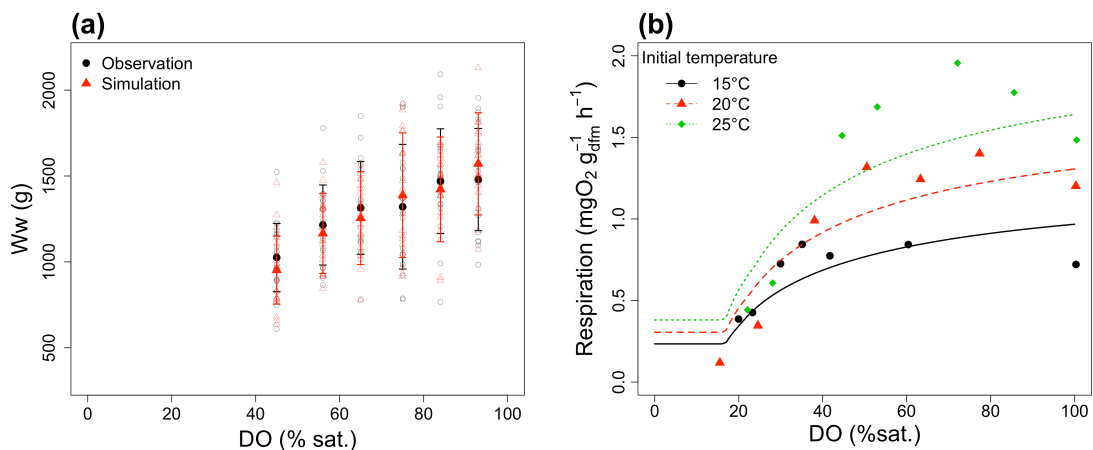 (a)
Observation
Simulation
2000
1500
1000
500
Ww (g)
0 20 40 60 80 100
DO (% sat.)
(b)
Initial temperature
15°C
20°C
25°C
2.0
1.5
1.0
0.5
0.0
Respiration (mgO₂ g⁻¹dfm h⁻¹)
0 20 40 60 80 100
DO (%sat.)